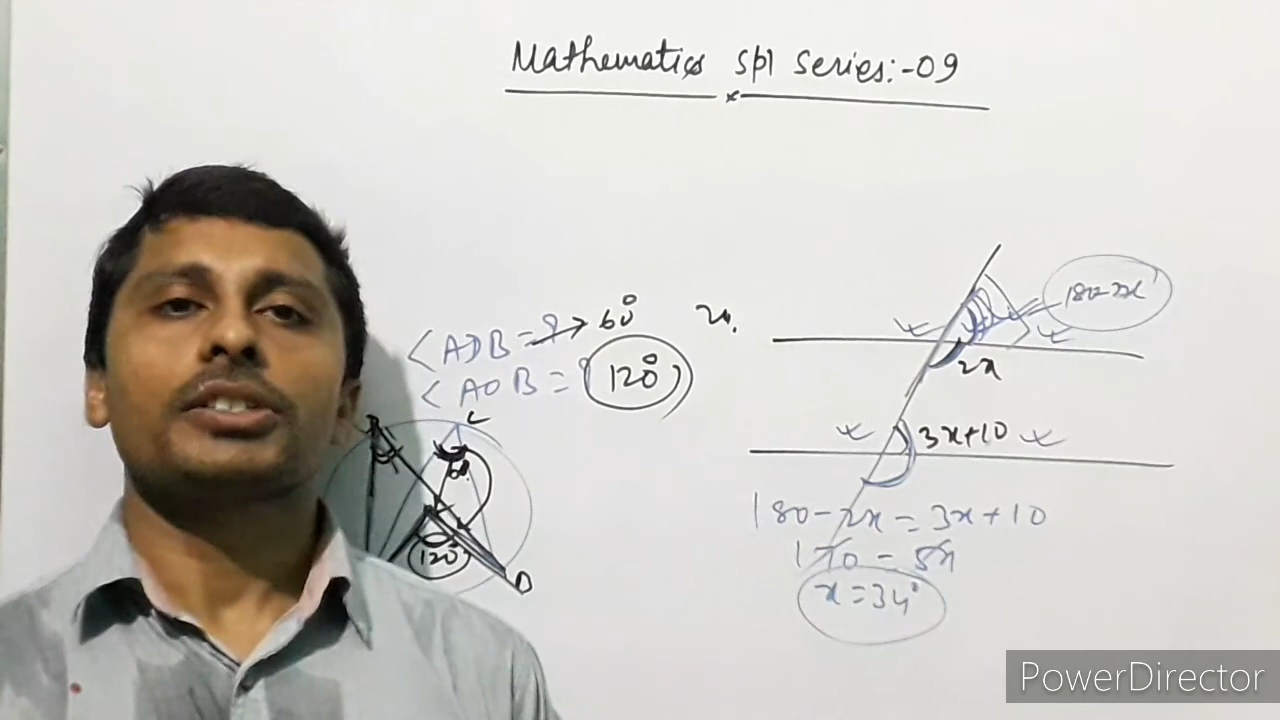 Mathematics spl series:-09
<ADB = ? → 60°
<AOB = ? 120°
C
60
120°
180-2x
2x
3x+10
180-2x = 3x+10
170 = 5x
x = 34°
PowerDirector